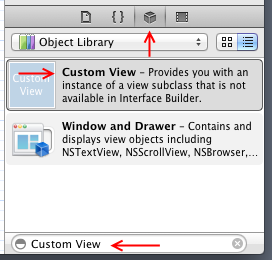 { }
Object Library
Custom View
Custom View – Provides you with an
instance of a view subclass that is not
available in Interface Builder.
Window and Drawer – Contains and
displays view objects including
NSTextView, NSScrollView, NSBrowser,...
Custom View